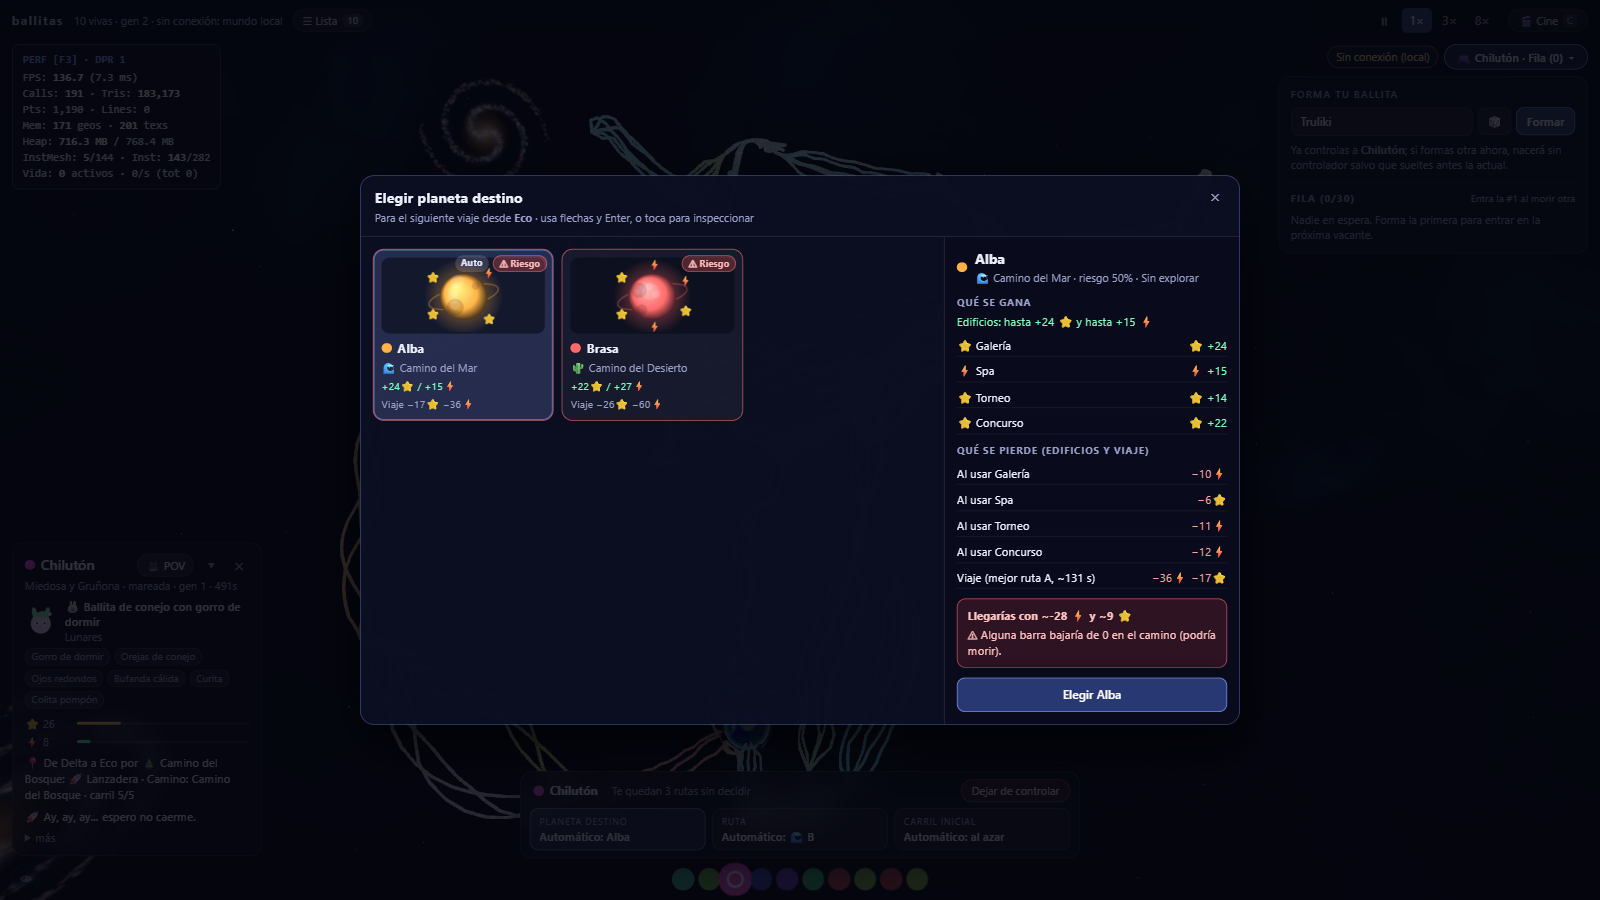 ballitas 10 vivas · gen 2 · sin conexión: mundo local ☰ Lista 10
1× 3× 8× Cine C
PERF [F3] · DPR 1
FPS: 136.7 (7.3 ms)
Calls: 191 · Tris: 183,173
Pts: 1,190 · Lines: 0
Mem: 171 geos · 201 texs
Heap: 716.3 MB / 768.4 MB
InstMesh: 5/144 · Inst: 143/282
Vida: 0 activos · 0/s (tot 0)
Sin conexión (local) Chilutón · Fila (0)
FORMA TU BALLITA
Truliki Formar
Ya controlas a Chilutón; si formas otra ahora, nacerá sin
controlador salvo que sueltes antes la actual.
FILA (0/30) Entra la #1 al morir otra
Nadie en espera. Forma la primera para entrar en la
próxima vacante.
Elegir planeta destino
Para el siguiente viaje desde Eco · usa flechas y Enter, o toca para inspeccionar
Auto ⚠ Riesgo
Alba
Camino del Mar
+24 / +15
Viaje −17 −36
⚠ Riesgo
Brasa
Camino del Desierto
+22 / +27
Viaje −26 −60
Alba
Camino del Mar · riesgo 50% · Sin explorar
QUÉ SE GANA
Edificios: hasta +24 y hasta +15
Galería +24
Spa +15
Torneo +14
Concurso +22
QUÉ SE PIERDE (EDIFICIOS Y VIAJE)
Al usar Galería −10
Al usar Spa −6
Al usar Torneo −11
Al usar Concurso −12
Viaje (mejor ruta A, ~131 s) −36 −17
Llegarías con ~-28 y ~9
⚠ Alguna barra bajaría de 0 en el camino (podría
morir).
Elegir Alba
Chilutón POV
Miedosa y Gruñona · mareada · gen 1 · 491s
Ballita de conejo con gorro de
dormir
Lunares
Gorro de dormir Orejas de conejo
Ojos redondos Bufanda cálida Curita
Colita pompón
26
8
De Delta a Eco por Camino del
Bosque: Lanzadera · Camino: Camino
del Bosque · carril 5/5
Ay, ay, ay... espero no caerme.
más
Chilutón Te quedan 3 rutas sin decidir Dejar de controlar
PLANETA DESTINO
Automático: Alba
RUTA
Automático: B
CARRIL INICIAL
Automático: al azar